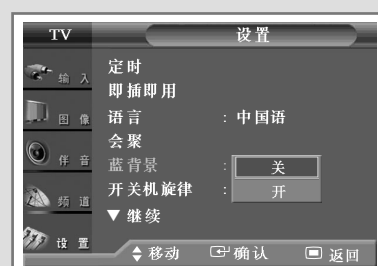 TV 设置
输入
图像
伴音
频道
设置
定时
即插即用
语言 : 中国语
会聚
蓝背景 : 关
开
开关机旋律 :
▼ 继续
移动 确认 返回